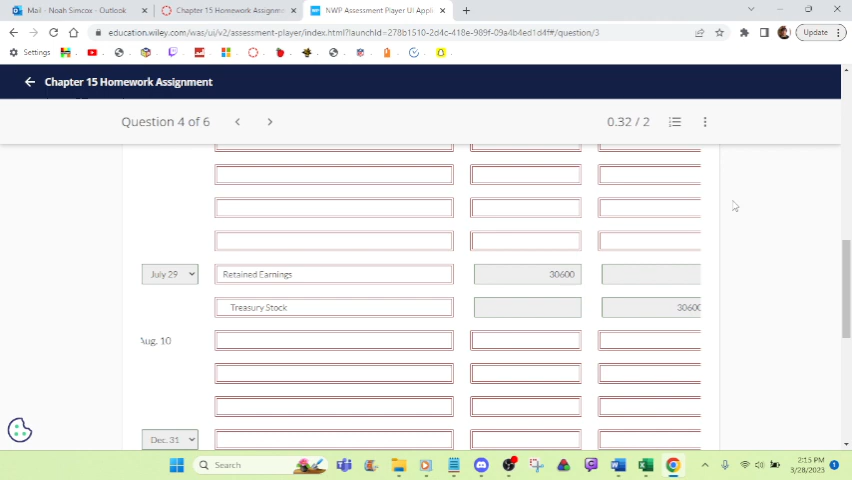 Mail - Noah Simcox - Outlook
Chapter 15 Homework Assignm
NWP Assessment Player UI Appli
education.wiley.com/was/ui/v2/assessment-player/index.html?launchId=278b1510-2d4c-418e-989f-09a4b4ed1d4f#/question/3
Update
Settings
Chapter 15 Homework Assignment
Question 4 of 6
0.32 / 2
July 29
Retained Earnings
30600
Treasury Stock
30600
Aug. 10
Dec. 31
Search
2:15 PM
3/28/2023